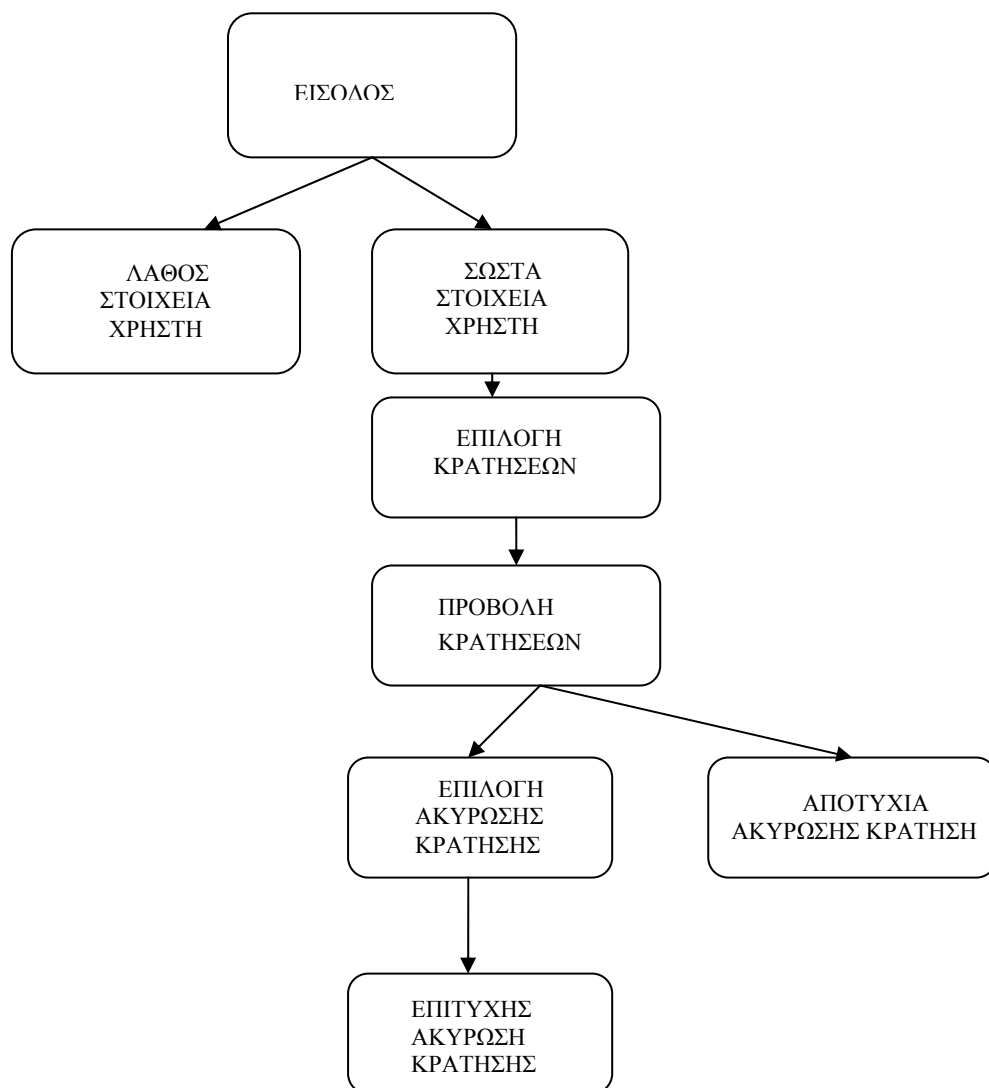 ΕΙΣΟΔΟΣ
ΛΑΘΟΣ
ΣΤΟΙΧΕΙΑ
ΧΡΗΣΤΗ
ΣΩΣΤΑ
ΣΤΟΙΧΕΙΑ
ΧΡΗΣΤΗ
ΕΠΙΛΟΓΗ
ΚΡΑΤΗΣΕΩΝ
ΠΡΟΒΟΛΗ
ΚΡΑΤΗΣΕΩΝ
ΕΠΙΛΟΓΗ
ΑΚΥΡΩΣΗΣ
ΚΡΑΤΗΣΗΣ
ΑΠΟΤΥΧΙΑ
ΑΚΥΡΩΣΗΣ ΚΡΑΤΗΣΗ
ΕΠΙΤΥΧΗΣ
ΑΚΥΡΩΣΗ
ΚΡΑΤΗΣΗΣ